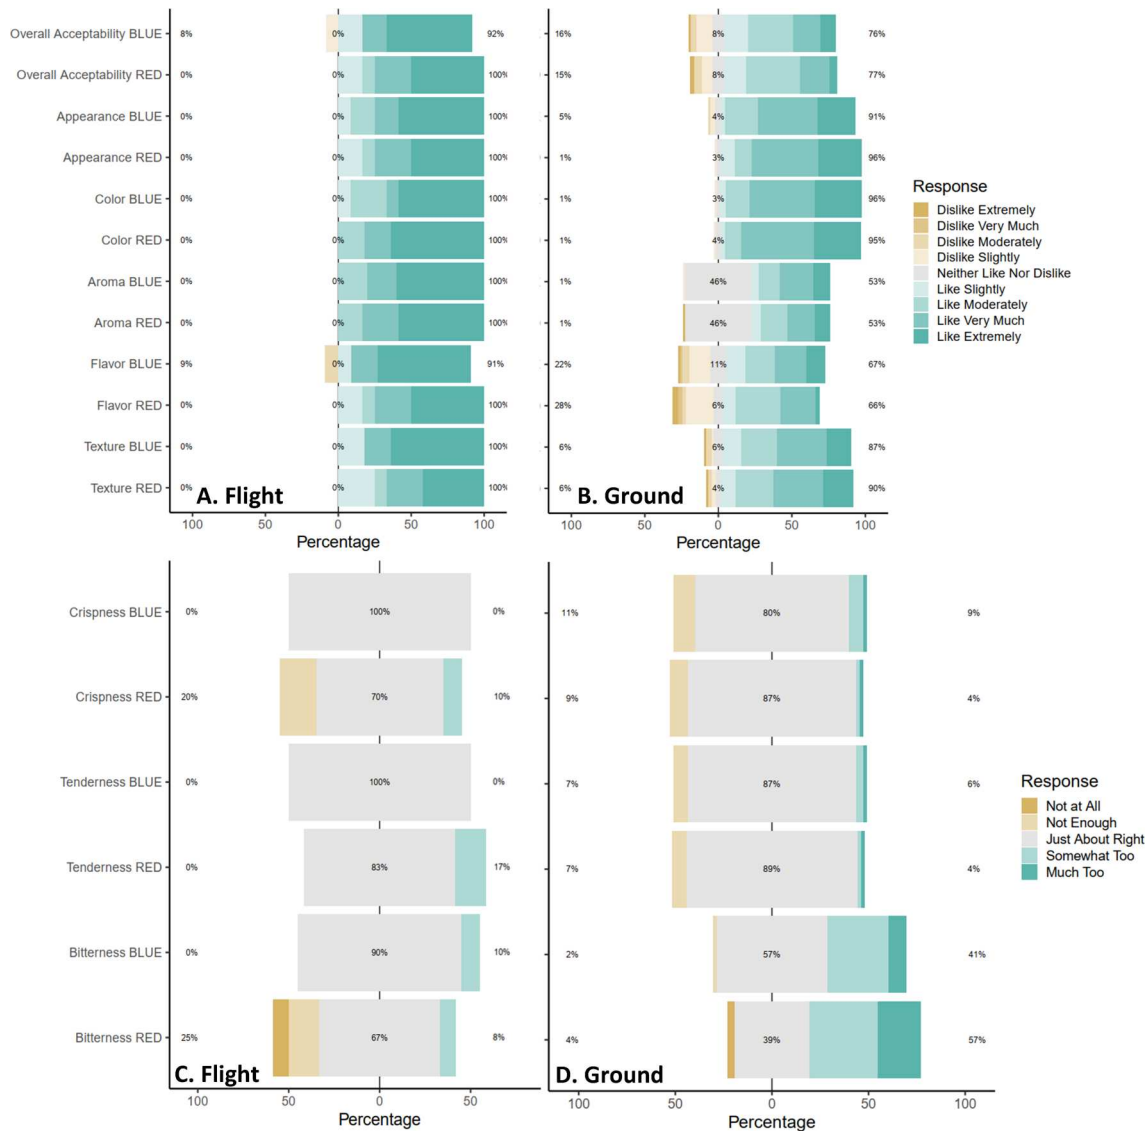 Overall Acceptability BLUE 8% 0% 92% 16% 8% 76%
Overall Acceptability RED 0% 0% 100% 15% 8% 77%
Appearance BLUE 0% 0% 100% 5% 4% 91%
Appearance RED 0% 0% 100% 1% 3% 96%
Color BLUE 0% 0% 100% 1% 3% 96%
Color RED 0% 0% 100% 1% 4% 95%
Aroma BLUE 0% 0% 100% 1% 46% 53%
Aroma RED 0% 0% 100% 1% 46% 53%
Flavor BLUE 9% 0% 91% 22% 11% 67%
Flavor RED 0% 0% 100% 28% 6% 66%
Texture BLUE 0% 0% 100% 6% 6% 87%
Texture RED 0% 0% 100% 6% 4% 90%
A. Flight B. Ground
100 50 0 50 100 100 50 0 50 100
Percentage Percentage
Response
Dislike Extremely
Dislike Very Much
Dislike Moderately
Dislike Slightly
Neither Like Nor Dislike
Like Slightly
Like Moderately
Like Very Much
Like Extremely
Crispness BLUE 0% 100% 0% 11% 80% 9%
Crispness RED 20% 70% 10% 9% 87% 4%
Tenderness BLUE 0% 100% 0% 7% 87% 6%
Tenderness RED 0% 83% 17% 7% 89% 4%
Bitterness BLUE 0% 90% 10% 2% 57% 41%
Bitterness RED 25% 67% 8% 4% 39% 57%
C. Flight D. Ground
100 50 0 50 100 50 0 50 100
Percentage Percentage
Response
Not at All
Not Enough
Just About Right
Somewhat Too
Much Too